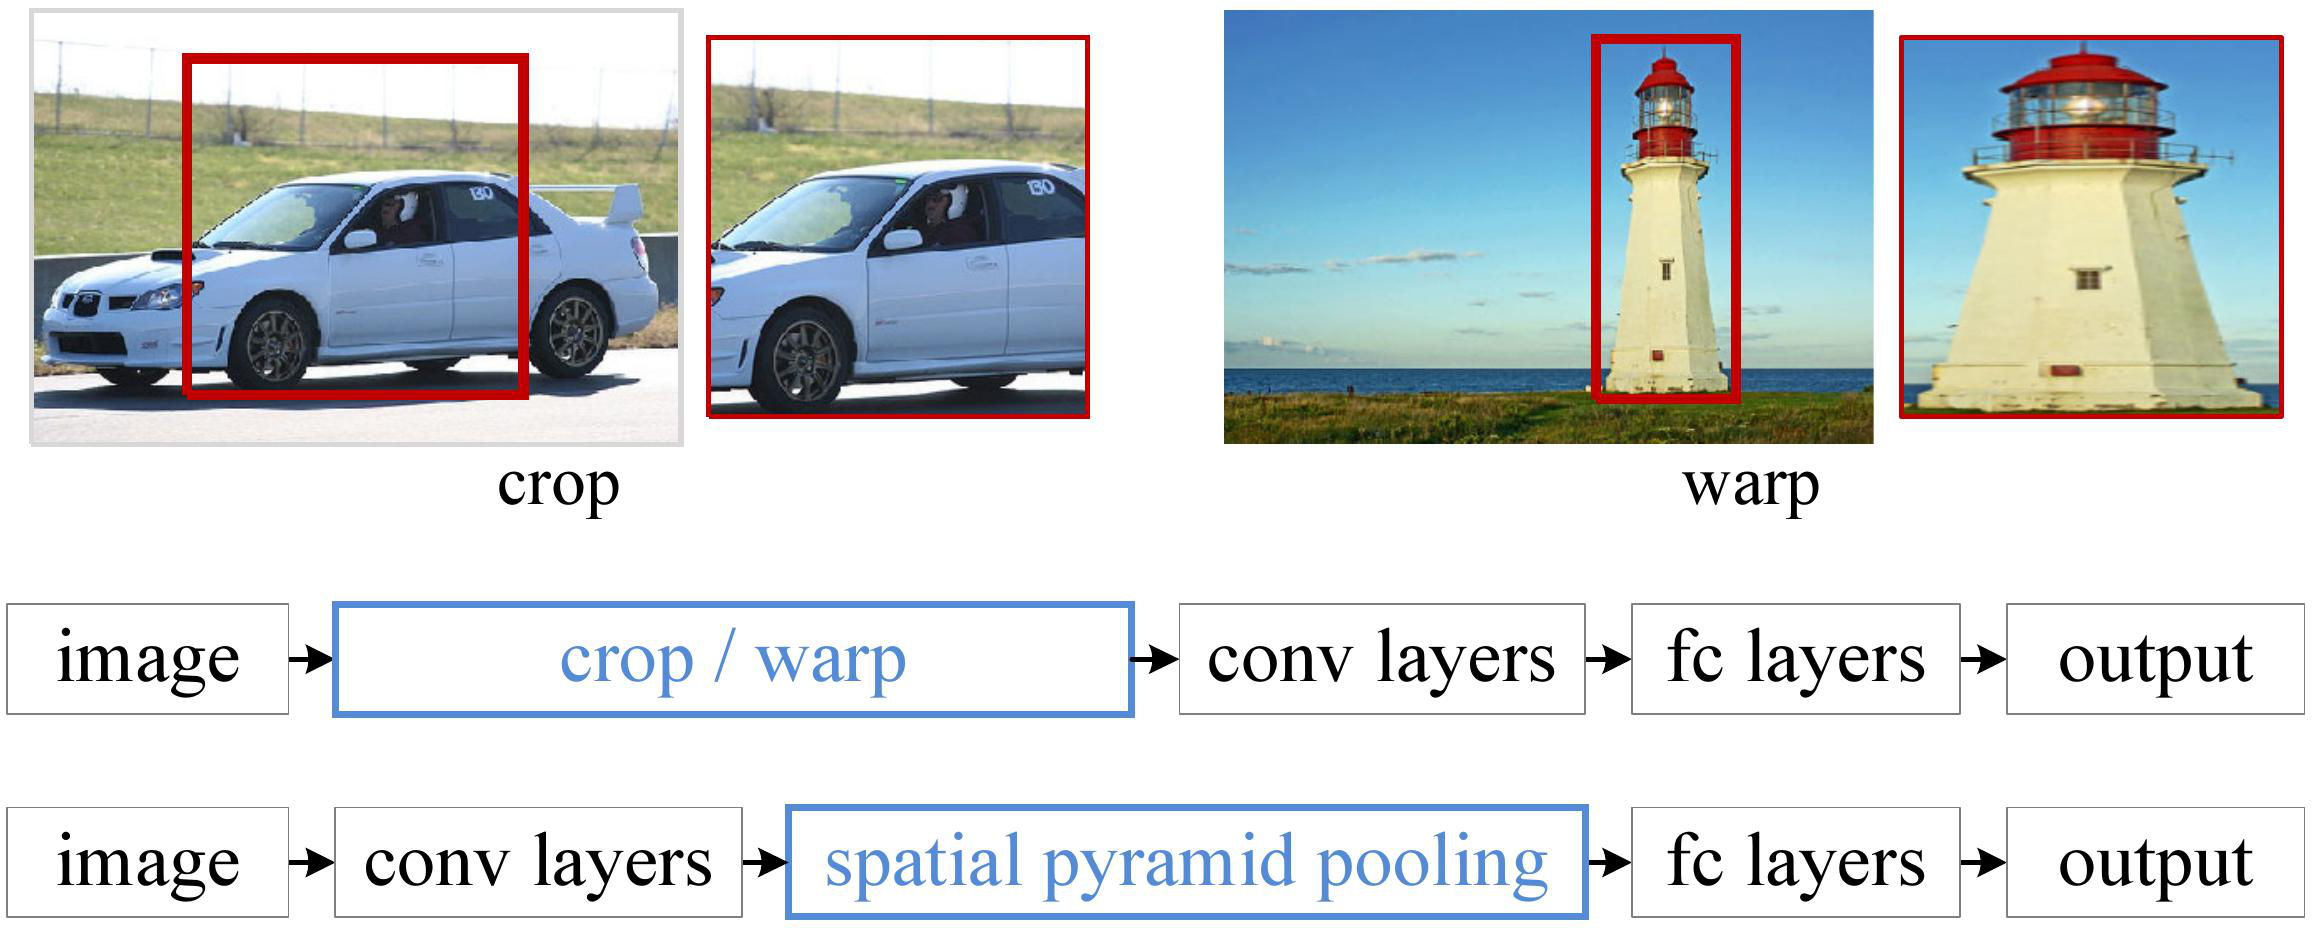 130
130
crop
warp
image
crop / warp
conv layers
fc layers
output
image
conv layers
spatial pyramid pooling
fc layers
output